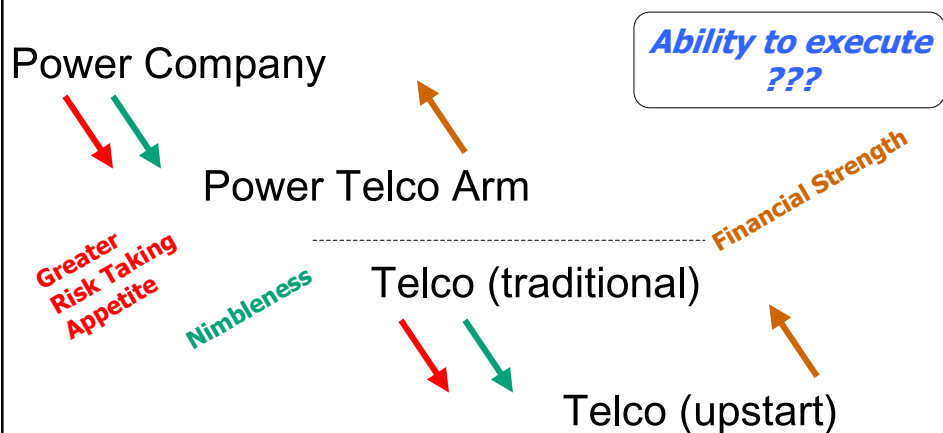 Ability to execute
???
Power Company
Power Telco Arm
Financial Strength
Greater
Risk Taking
Appetite
Nimbleness
Telco (traditional)
Telco (upstart)